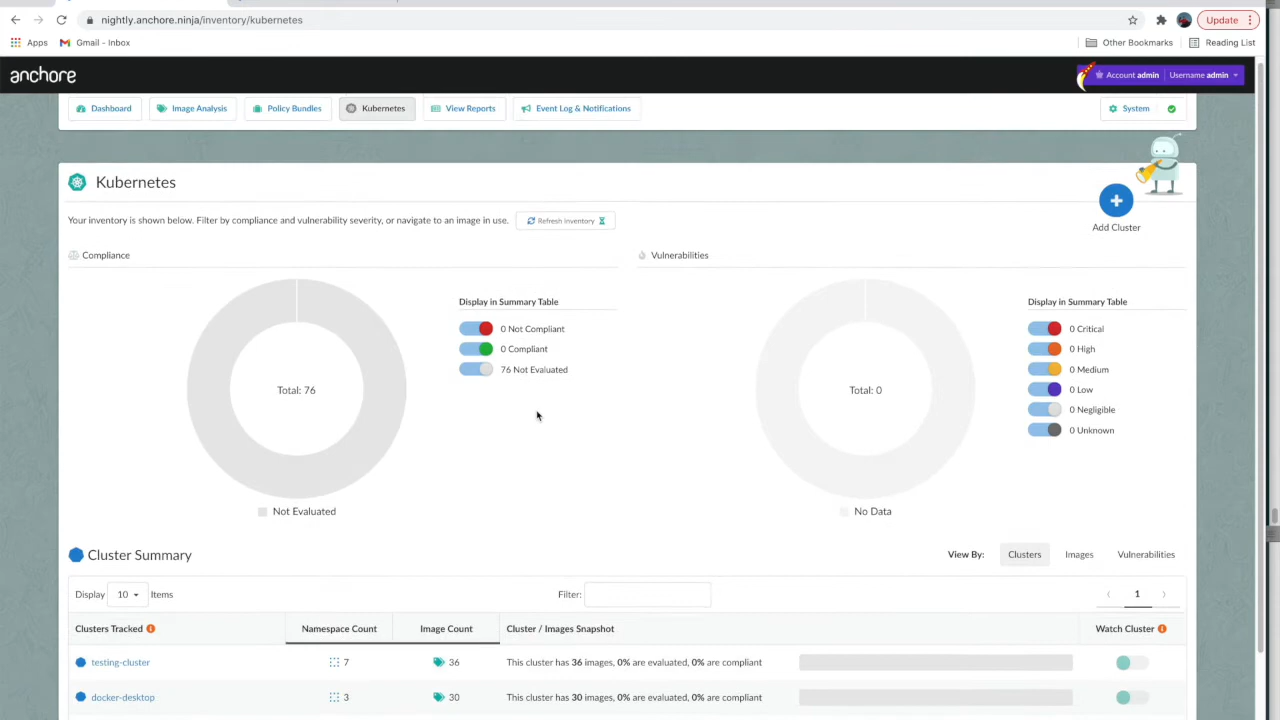 nightly.anchore.ninja/inventory/kubernetes
Update
Apps
Gmail - Inbox
Other Bookmarks
Reading List
anchore
Account admin
Username admin
Dashboard
Image Analysis
Policy Bundles
Kubernetes
View Reports
Event Log & Notifications
System
Kubernetes
Your inventory is shown below. Filter by compliance and vulnerability severity, or navigate to an image in use.
Refresh Inventory
Add Cluster
Compliance
Vulnerabilities
Display in Summary Table
0 Not Compliant
0 Compliant
76 Not Evaluated
Total: 76
Not Evaluated
Display in Summary Table
0 Critical
0 High
0 Medium
0 Low
0 Negligible
0 Unknown
Total: 0
No Data
Cluster Summary
View By: Clusters Images Vulnerabilities
Display 10 Items
Filter:
1
Clusters Tracked Namespace Count Image Count Cluster / Images Snapshot Watch Cluster
testing-cluster 7 36 This cluster has 36 images, 0% are evaluated, 0% are compliant
docker-desktop 3 30 This cluster has 30 images, 0% are evaluated, 0% are compliant